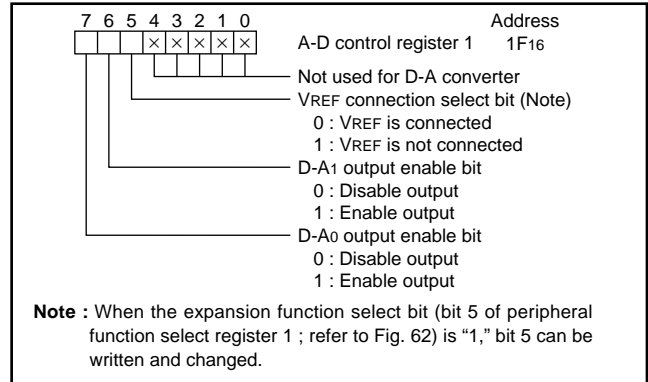 7 6 5 4 3 2 1 0 Address
× × × × × A-D control register 1 1F16
Not used for D-A converter
VREF connection select bit (Note)
0 : VREF is connected
1 : VREF is not connected
D-A1 output enable bit
0 : Disable output
1 : Enable output
D-A0 output enable bit
0 : Disable output
1 : Enable output
Note : When the expansion function select bit (bit 5 of peripheral
function select register 1 ; refer to Fig. 62) is “1,” bit 5 can be
written and changed.